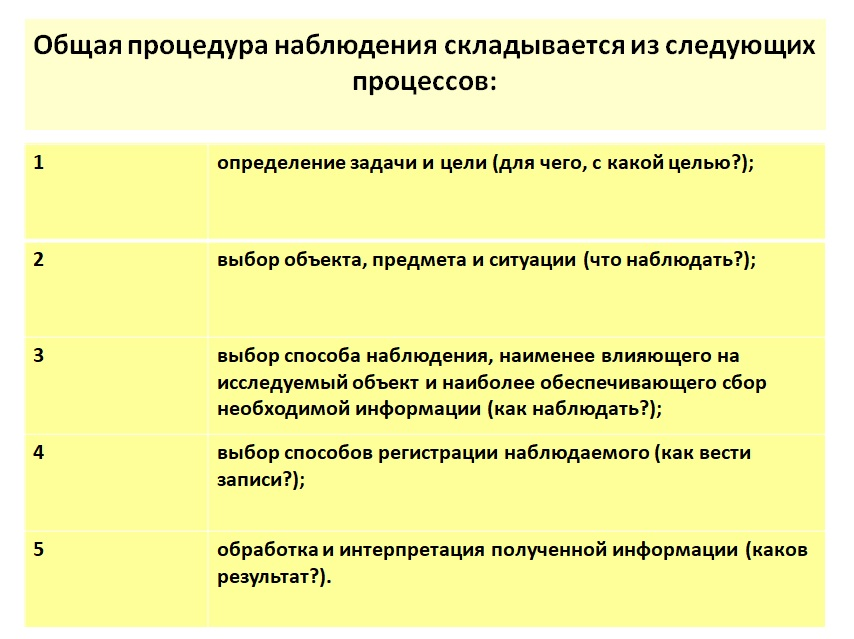 Общая процедура наблюдения складывается из следующих
процессов:
1
определение задачи и цели (для чего, с какой целью?);
2
выбор объекта, предмета и ситуации (что наблюдать?);
3
выбор способа наблюдения, наименее влияющего на
исследуемый объект и наиболее обеспечивающего сбор
необходимой информации (как наблюдать?);
4
выбор способов регистрации наблюдаемого (как вести
записи?);
5
обработка и интерпретация полученной информации (каков
результат?).